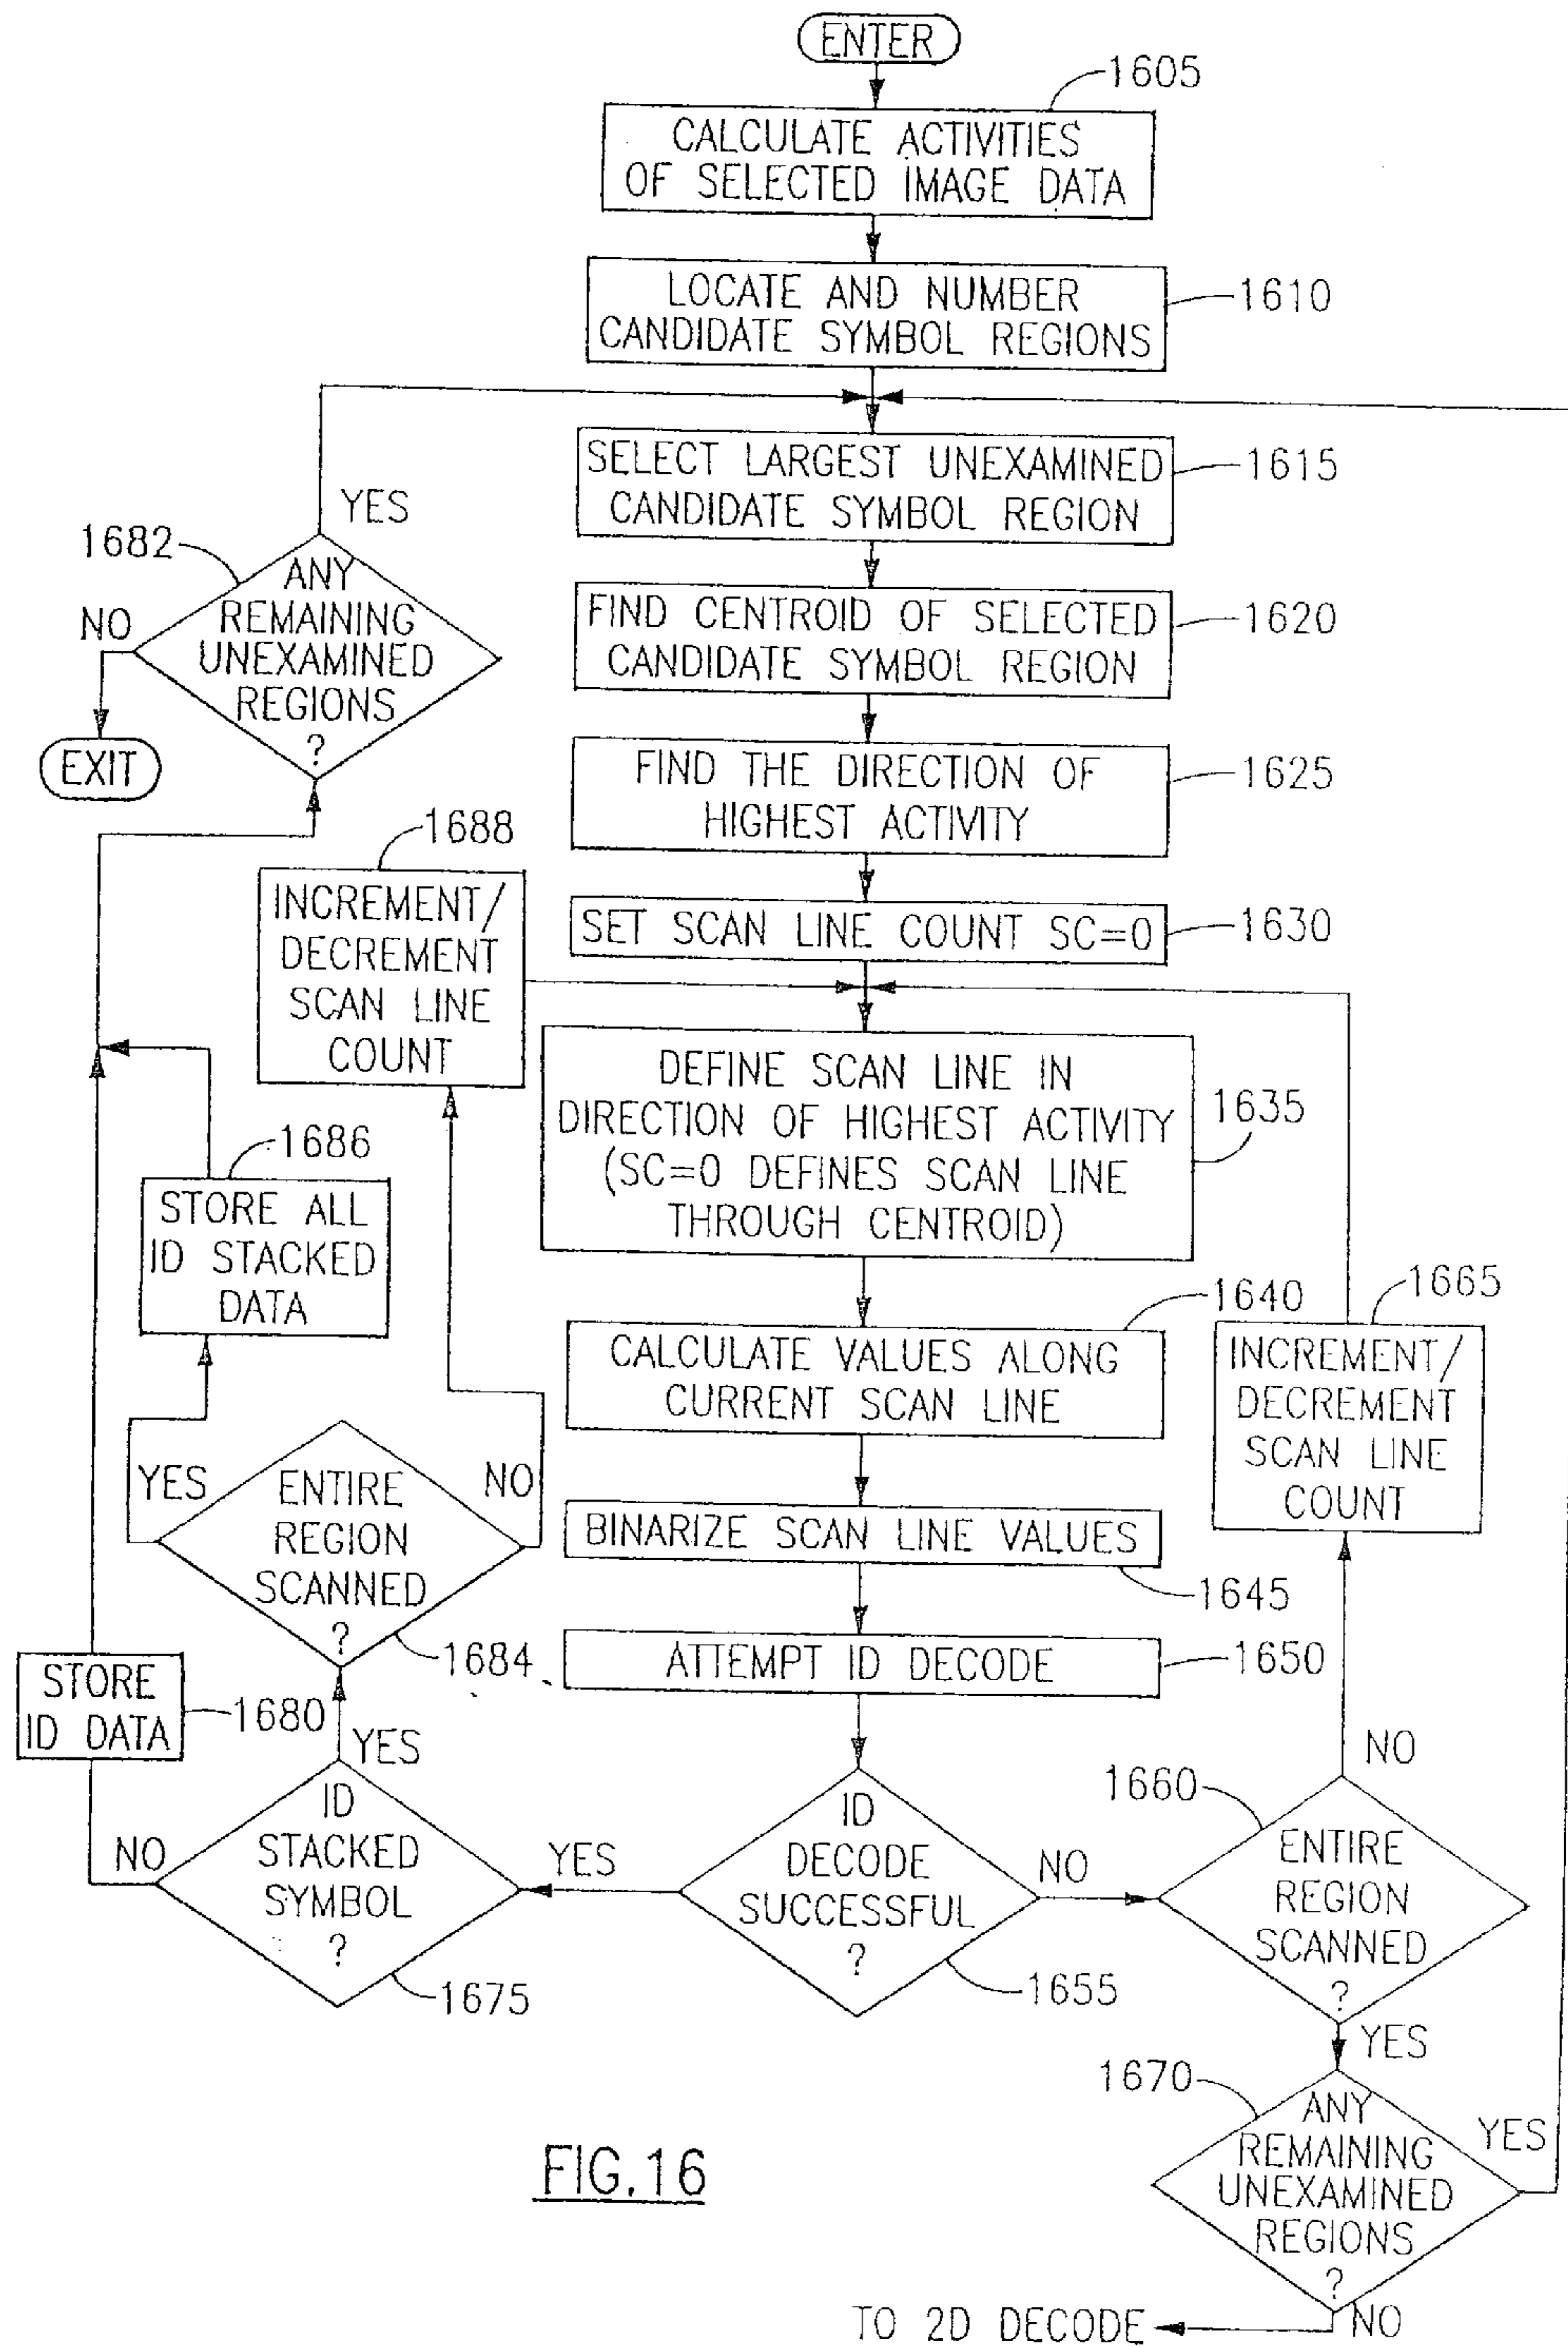 ENTER
1605
CALCULATE ACTIVITIES
OF SELECTED IMAGE DATA
LOCATE AND NUMBER
CANDIDATE SYMBOL REGIONS
1610
SELECT LARGEST UNEXAMINED
CANDIDATE SYMBOL REGION
1615
YES
1682
ANY
REMAINING
UNEXAMINED
REGIONS
?
NO
EXIT
FIND CENTROID OF SELECTED
CANDIDATE SYMBOL REGION
1620
FIND THE DIRECTION OF
HIGHEST ACTIVITY
1625
1688
INCREMENT/
DECREMENT
SCAN LINE
COUNT
SET SCAN LINE COUNT SC=0
1630
DEFINE SCAN LINE IN
DIRECTION OF HIGHEST ACTIVITY
(SC=0 DEFINES SCAN LINE
THROUGH CENTROID)
1635
1686
STORE ALL
ID STACKED
DATA
1640
CALCULATE VALUES ALONG
CURRENT SCAN LINE
1665
INCREMENT/
DECREMENT
SCAN LINE
COUNT
YES
ENTIRE
REGION
SCANNED
?
NO
1684
BINARIZE SCAN LINE VALUES
1645
ATTEMPT ID DECODE
1650
STORE
ID DATA
1680
YES
ID
STACKED
SYMBOL
?
NO
1675
YES
ID
DECODE
SUCCESSFUL
?
NO
1655
1660
NO
ENTIRE
REGION
SCANNED
?
YES
1670
ANY
REMAINING
UNEXAMINED
REGIONS
?
YES
NO
TO 2D DECODE
FIG.16